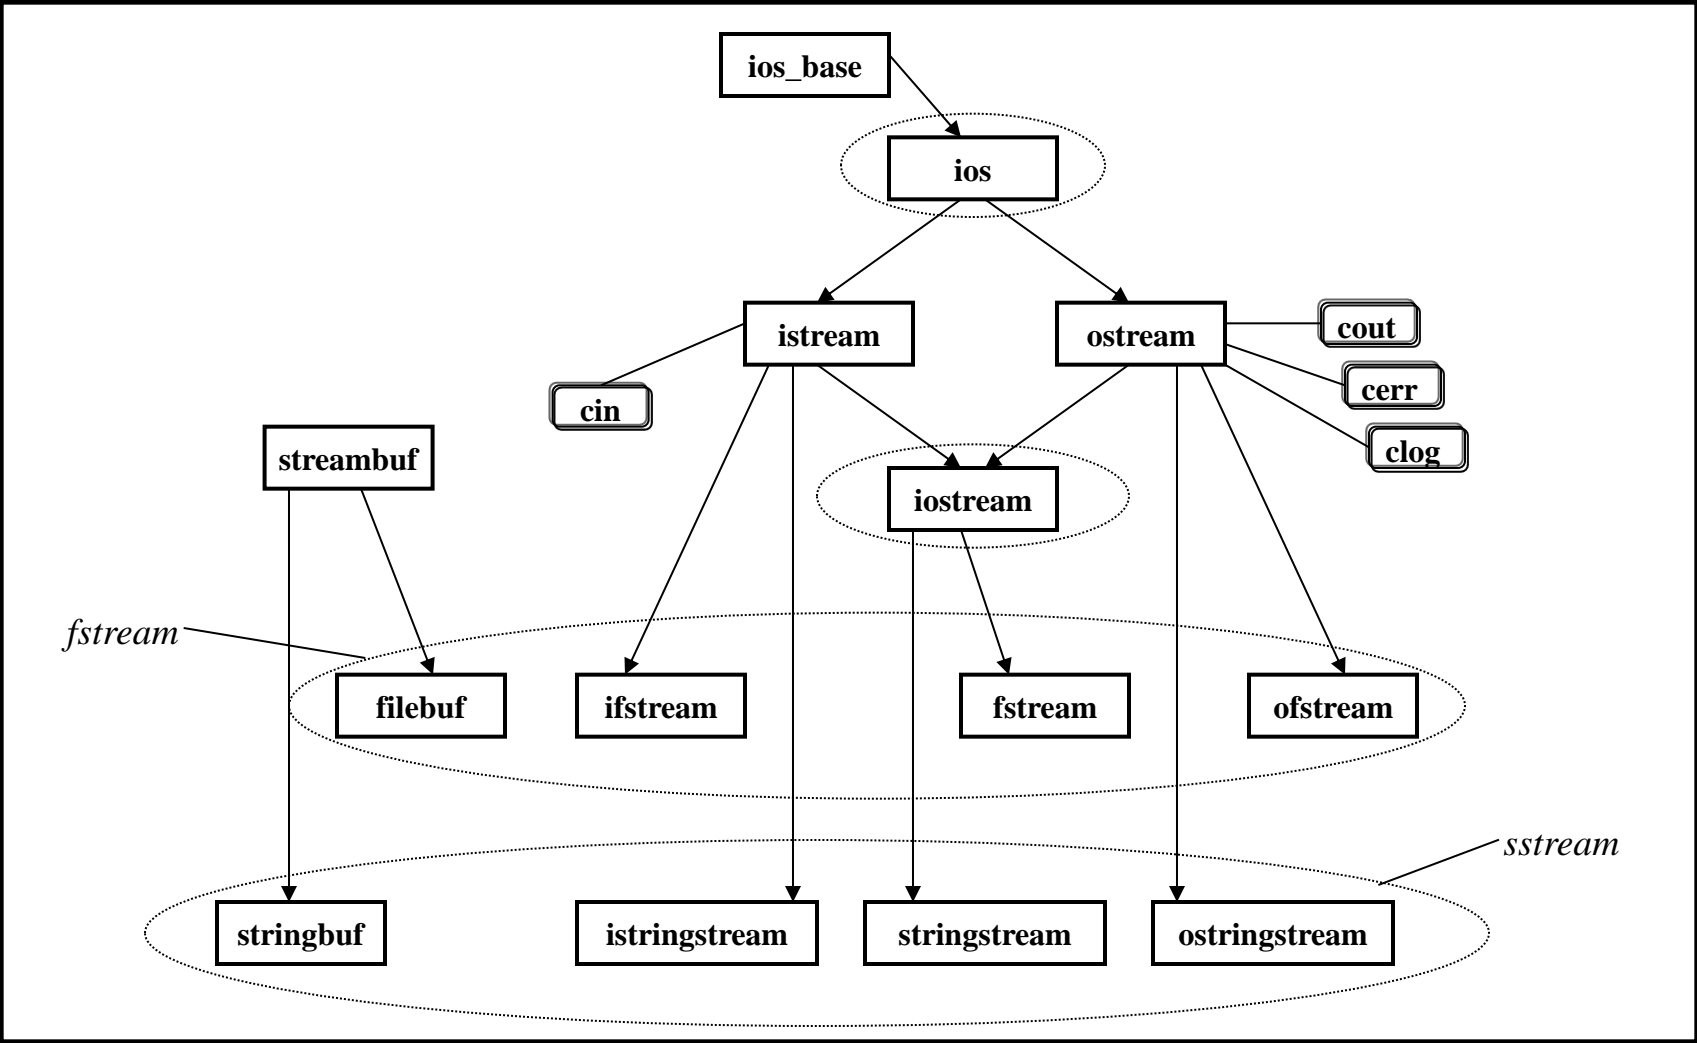 ios_base
ios
istream
ostream
cout
cerr
cin
clog
streambuf
iostream
fstream
filebuf
ifstream
fstream
ofstream
sstream
stringbuf
istringstream
stringstream
ostringstream